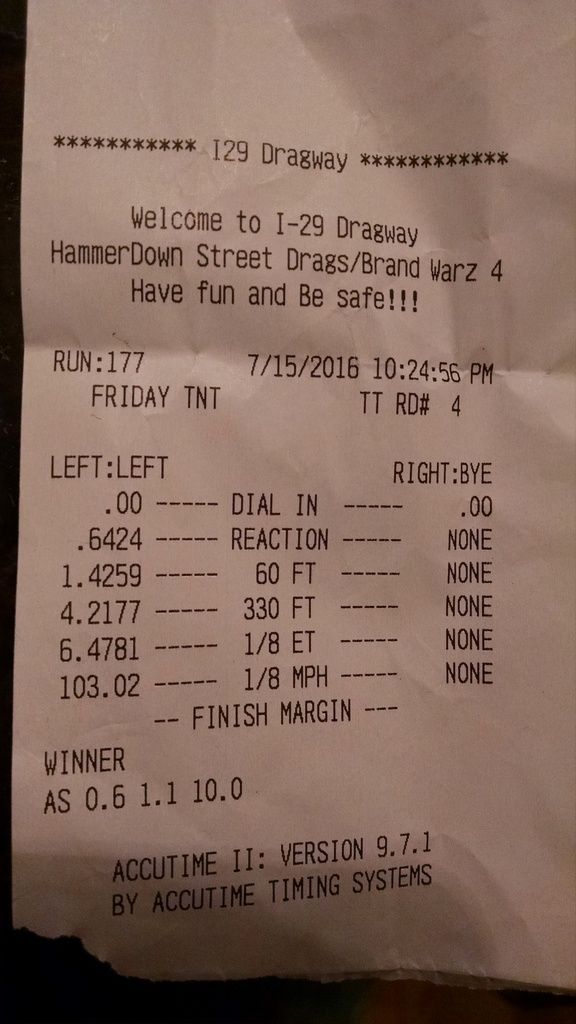 *********** I29 Dragway ************
Welcome to I-29 Dragway
HammerDown Street Drags/Brand Warz 4
Have fun and Be safe!!!
RUN:177 7/15/2016 10:24:56 PM
FRIDAY TNT TT RD# 4
LEFT:LEFT RIGHT:BYE
.00 ----- DIAL IN ----- .00
.6424 ----- REACTION ----- NONE
1.4259 ----- 60 FT ----- NONE
4.2177 ----- 330 FT ----- NONE
6.4781 ----- 1/8 ET ----- NONE
103.02 ----- 1/8 MPH ----- NONE
-- FINISH MARGIN ---
WINNER
AS 0.6 1.1 10.0
ACCUTIME II: VERSION 9.7.1
BY ACCUTIME TIMING SYSTEMS